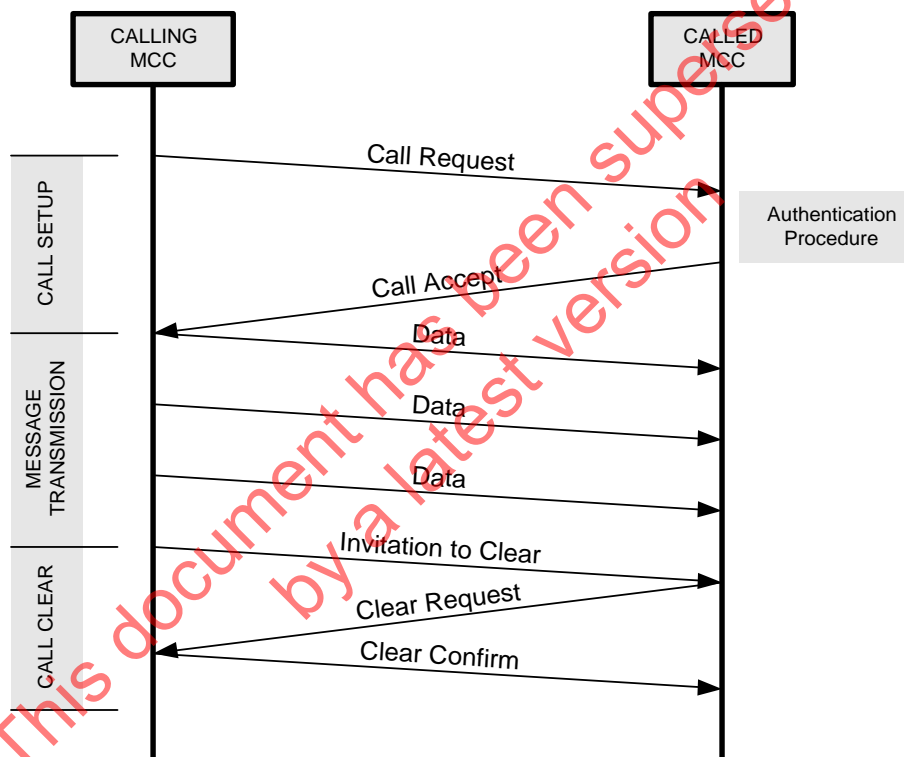 CALLING
MCC
CALLED
MCC
Call Request
Authentication
Procedure
CALL SETUP
Call Accept
Data
MESSAGE
TRANSMISSION
Data
Data
Invitation to Clear
CALL CLEAR
Clear Request
Clear Confirm
This document has been
by a latest version